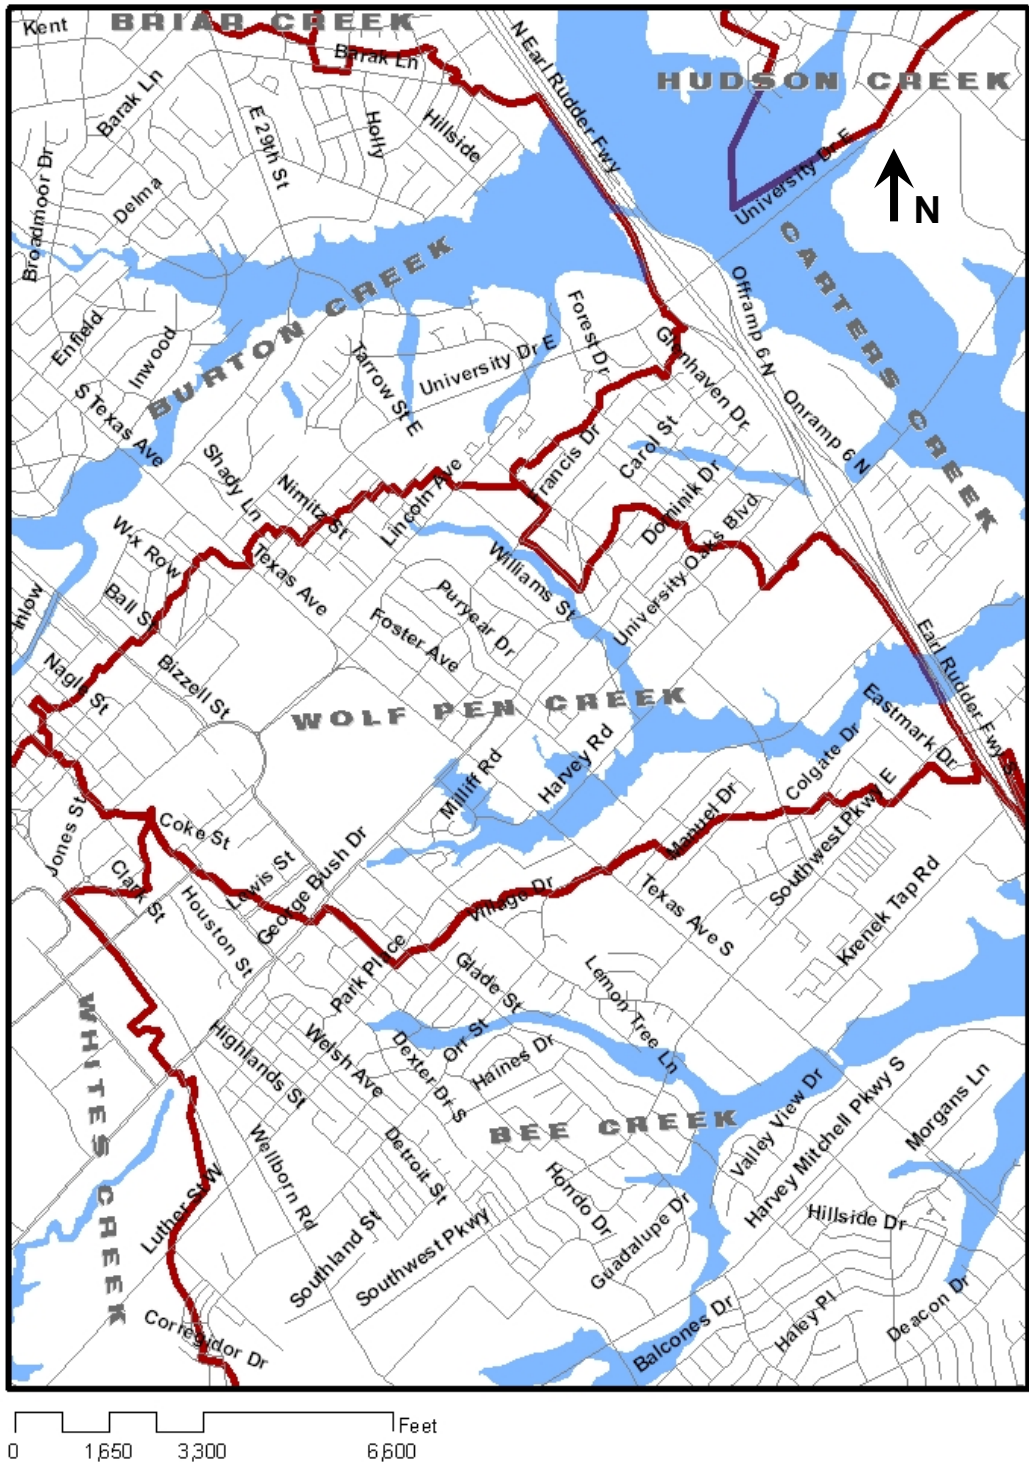 Kent
BRIAR CREEK
N Earl Rudder Fwy
Barak Ln
HUDSON CREEK
Barak Ln
E 29th St
Holly
Hillside
University Dr E
N
Broadmoor Dr
Delma
CARTERS CREEK
BURTON CREEK
Offramp 6 N
Enfield
Inwood
Forest Dr
Glenhaven Dr
Tarrow St E
University Dr E
S Texas Ave
Onramp 6 N
Shady Ln
Nimitz St
Lincoln Ave
Francis Dr
Carol St
Dominik Dr
University Oaks Blvd
W-x Row
Texas Ave
Williams St
Inlow
Ball St
Puryear Dr
Foster Ave
Earl Rudder Fwy S
Nagle St
Bizzell St
WOLF PEN CREEK
Eastmark Dr
Milliff Rd
Harvey Rd
Colgate Dr
Jones St
Coke St
Manuel Dr
Southwest Pkwy E
Clark St
Lewis St
George Bush Dr
Houston St
Village Dr
Texas Ave S
Krenek Tap Rd
Park Place
Glade St
Lemon Tree Ln
WHITES CREEK
Highlands St
Welsh Ave
Dexter Dr S
Orr St
Haines Dr
BEE CREEK
Valley View Dr
Harvey Mitchell Pkwy S
Morgans Ln
Wellborn Rd
Detroit St
Hondo Dr
Luther St W
Southland St
Southwest Pkwy
Guadalupe Dr
Hillside Dr
Corregidor Dr
Balcones Dr
Haley Pl
Deacon Dr
Feet
0 1,650 3,300 6,600